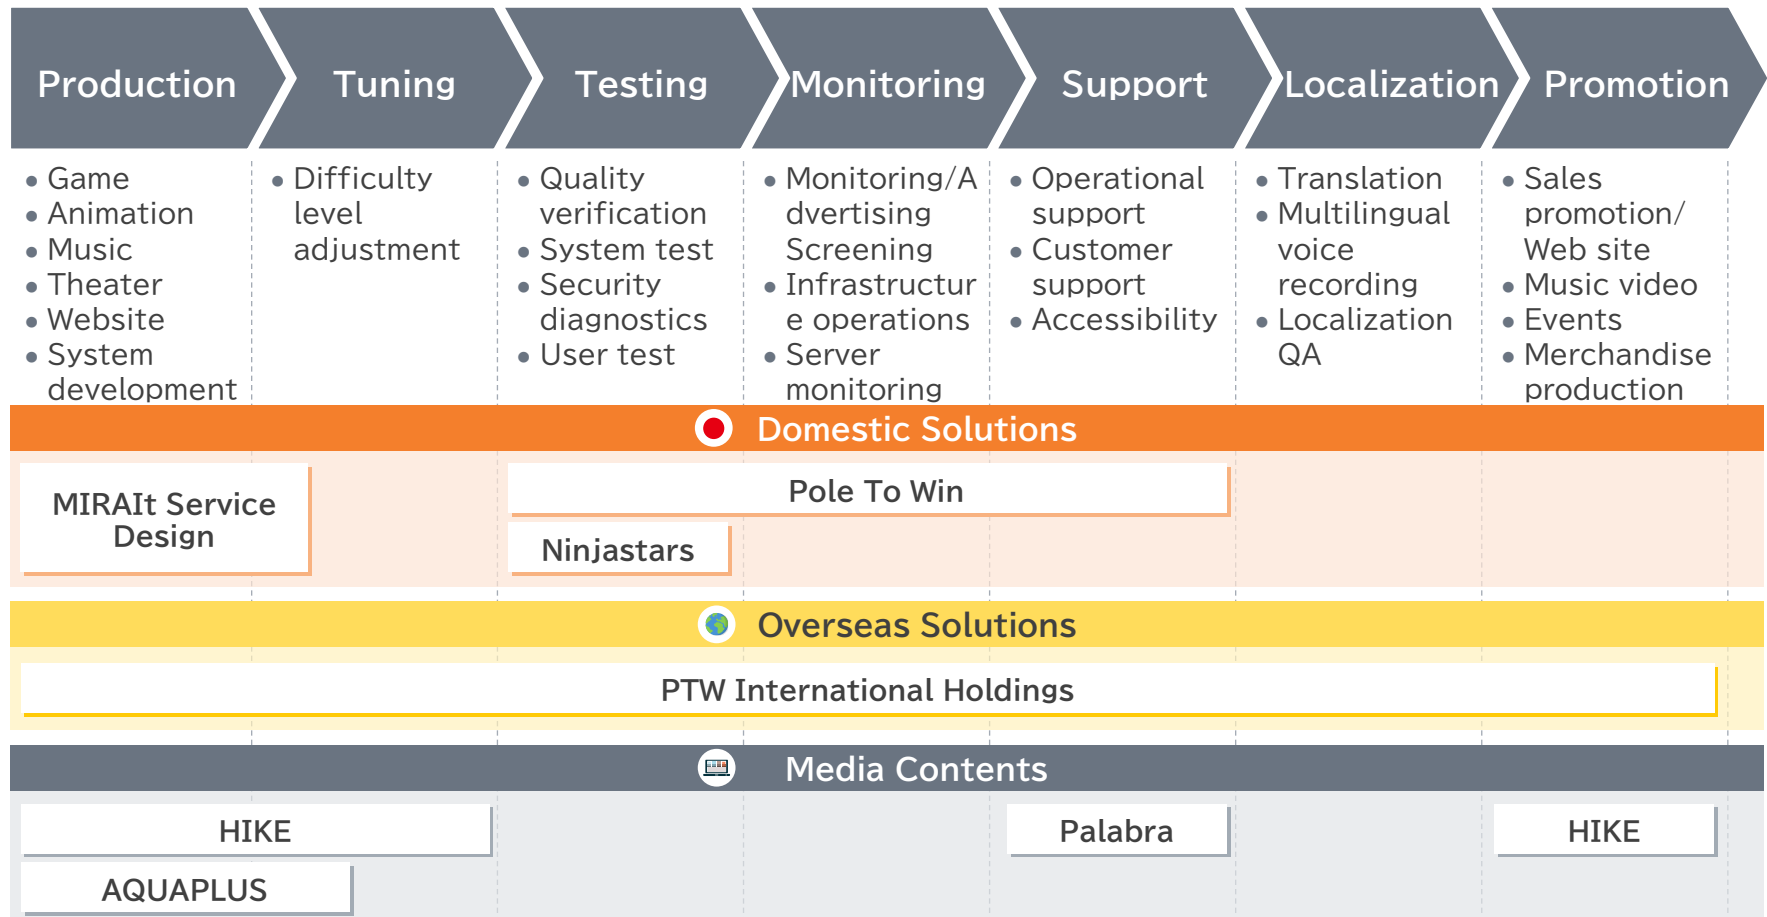 Production
Tuning
Testing
Monitoring
Support
Localization
Promotion
• Game
• Animation
• Music
• Theater
• Website
• System
development
• Difficulty
level
adjustment
• Quality
verification
• System test
• Security
diagnostics
• User test
• Monitoring/A
dvertising
Screening
• Infrastructur
e operations
• Server
monitoring
• Operational
support
• Customer
support
• Accessibility
• Translation
• Multilingual
voice
recording
• Localization
QA
• Sales
promotion/
Web site
• Music video
• Events
• Merchandise
production
Domestic Solutions
MIRAIt Service
Design
Pole To Win
Ninjastars
Overseas Solutions
PTW International Holdings
Media Contents
HIKE
Palabra
HIKE
AQUAPLUS